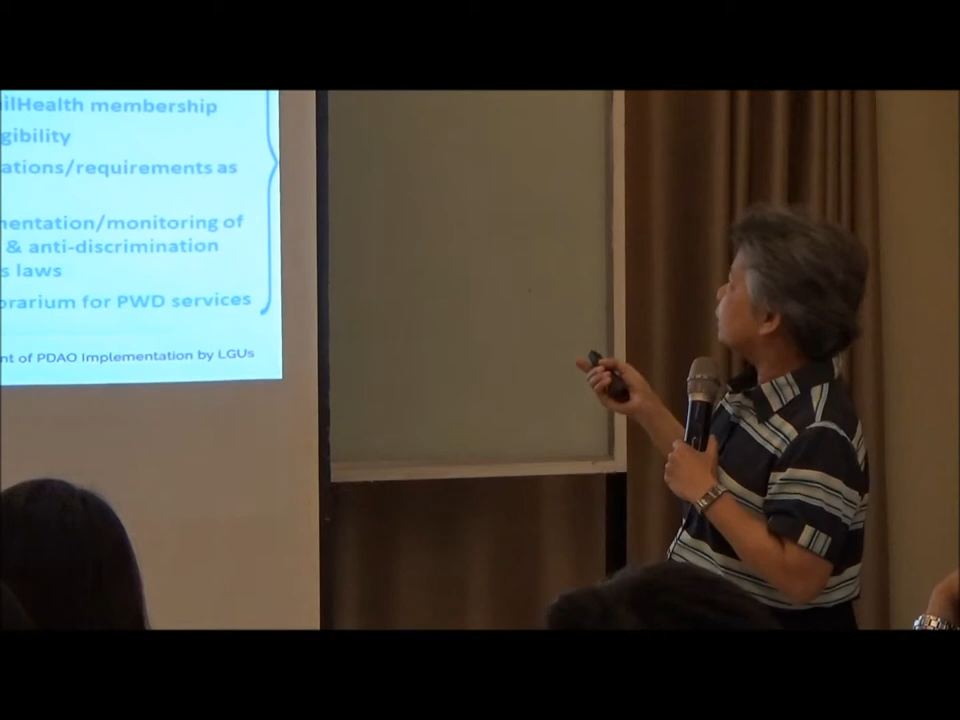 ilHealth membership
gibility
ations/requirements as
nentation/monitoring of
& anti-discrimination
s laws
orarium for PWD services
nt of PDAO Implementation by LGUs